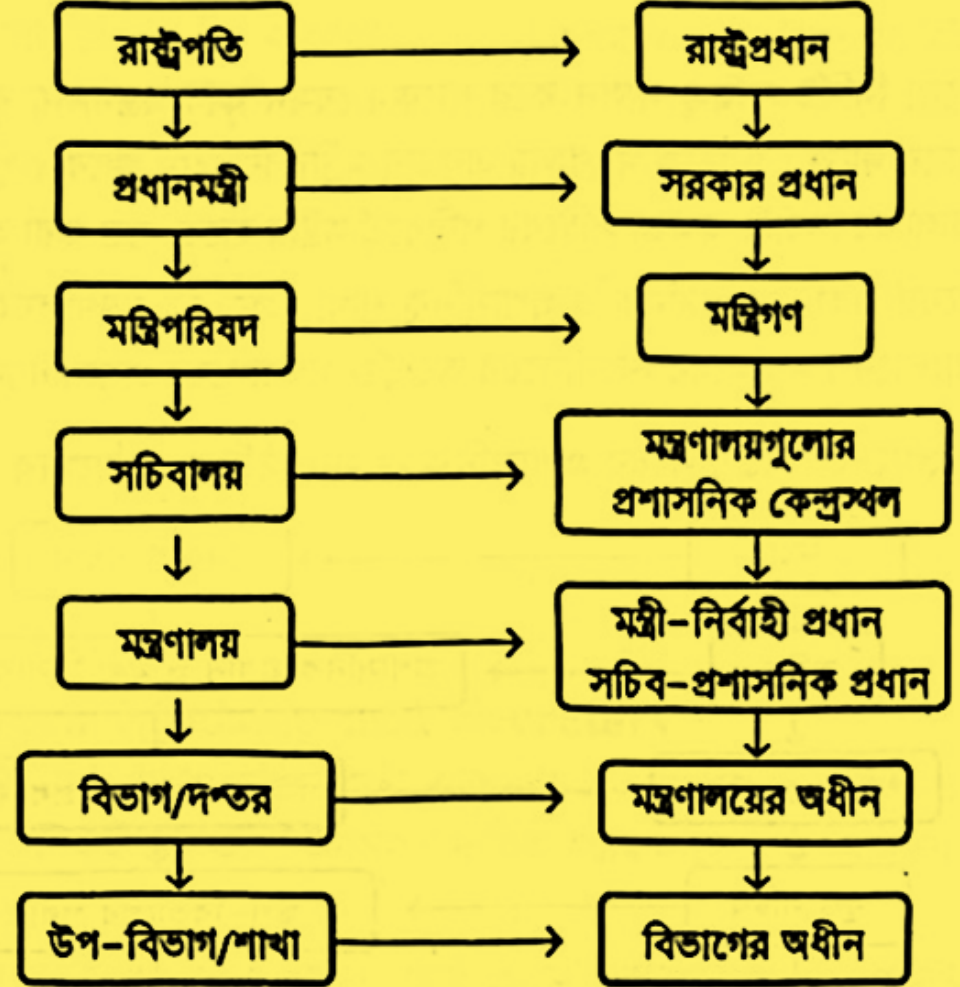 রাষ্ট্রপতি
রাষ্ট্রপ্রধান
প্রধানমন্ত্রী
সরকার প্রধান
মন্ত্রিপরিষদ
মন্ত্রিগণ
সচিবালয়
মন্ত্রণালয়গুলোর
প্রশাসনিক কেন্দ্রস্থল
মন্ত্রণালয়
মন্ত্রী-নির্বাহী প্রধান
সচিব-প্রশাসনিক প্রধান
বিভাগ/দপ্তর
মন্ত্রণালয়ের অধীন
উপ-বিভাগ/শাখা
বিভাগের অধীন